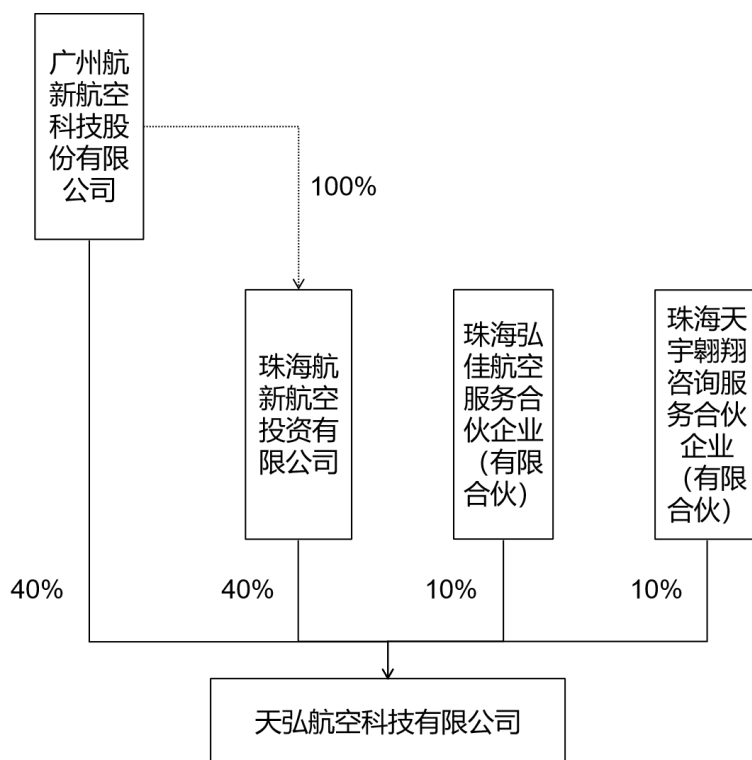 广州航
新航空
科技股
份有限
公司
100%
珠海航
新航空
投资有
限公司
珠海弘
佳航空
服务合
伙企业
（有限
合伙）
珠海天
宇翱翔
咨询服
务合伙
企业
（有限
合伙）
40%
40%
10%
10%
天弘航空科技有限公司